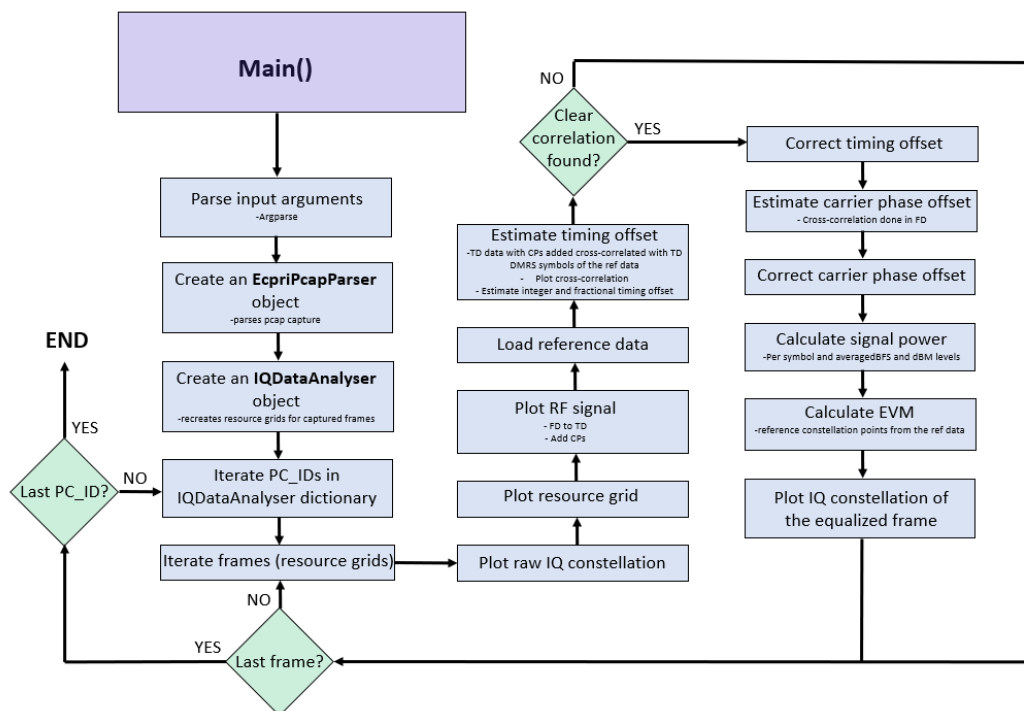 Main()
Parse input arguments
-Argparse
Create an EcpriPcapParser
object
-parses pcap capture
Create an IQDataAnalyser
object
-recreates resource grids for captured frames
Iterate PC_IDs in
IQDataAnalyser dictionary
Iterate frames (resource grids)
NO
Last frame?
YES
Last PC_ID?
NO
YES
END
Plot raw IQ constellation
Plot resource grid
Plot RF signal
- FD to TD
- Add CPs
Load reference data
Estimate timing offset
-TD data with CPs added cross-correlated with TD
DMRS symbols of the ref data
- Plot cross-correlation
- Estimate integer and fractional timing offset
Clear
correlation
found?
NO
YES
Correct timing offset
Estimate carrier phase offset
- Cross-correlation done in FD
Correct carrier phase offset
Calculate signal power
-Per symbol and averagedBFS and dBM levels
Calculate EVM
-reference constellation points from the ref data
Plot IQ constellation of
the equalized frame